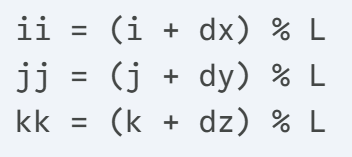 ii = (i + dx) % L
jj = (j + dy) % L
kk = (k + dz) % L